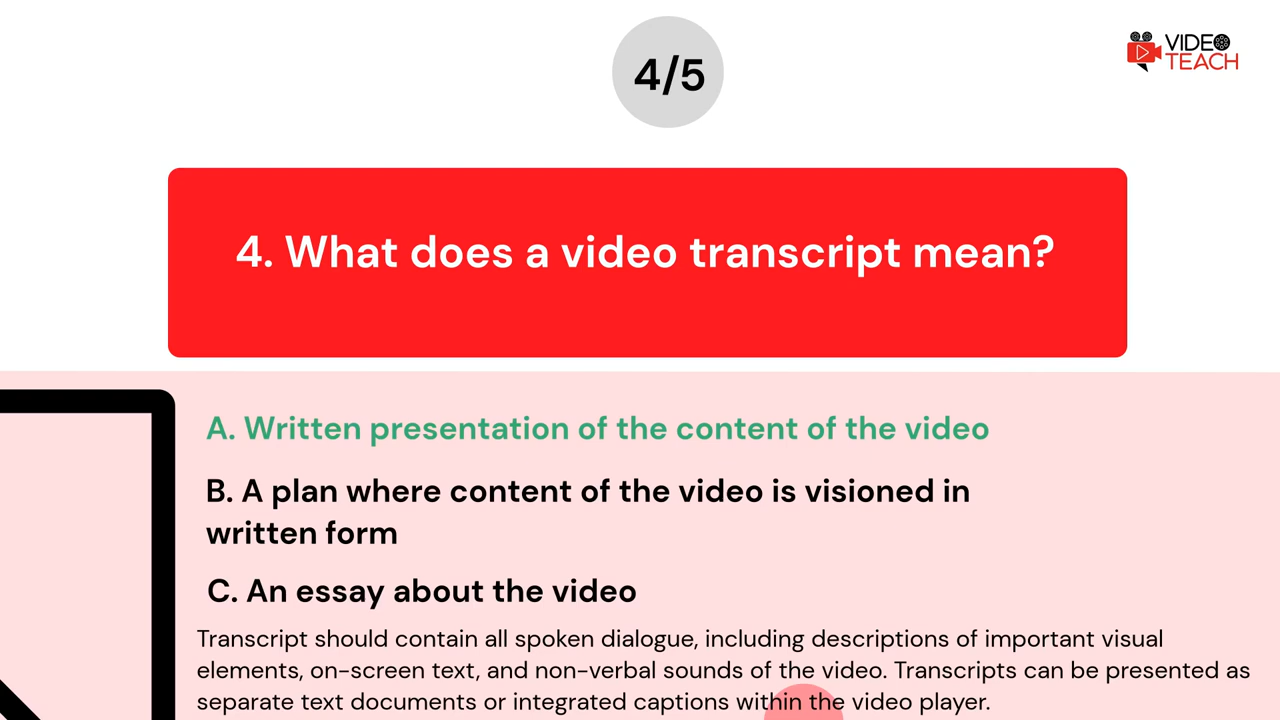 4/5
VIDEO
TEACH
4. What does a video transcript mean?
A. Written presentation of the content of the video
B. A plan where content of the video is visioned in
written form
C. An essay about the video
Transcript should contain all spoken dialogue, including descriptions of important visual
elements, on-screen text, and non-verbal sounds of the video. Transcripts can be presented as
separate text documents or integrated captions within the video player.